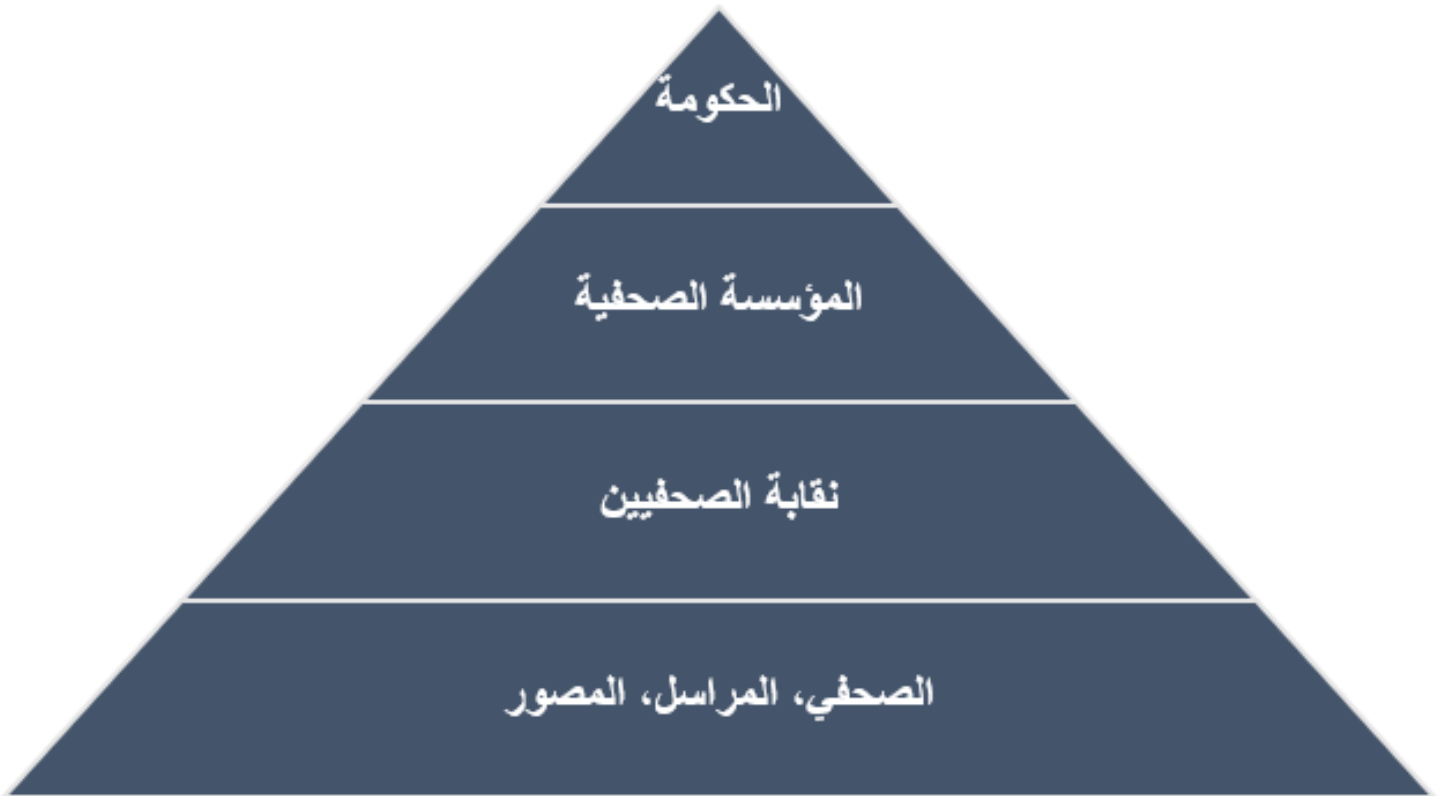 الحكومة
المؤسسة الصحفية
نقابة الصحفيين
الصحفي، المراسل، المصور